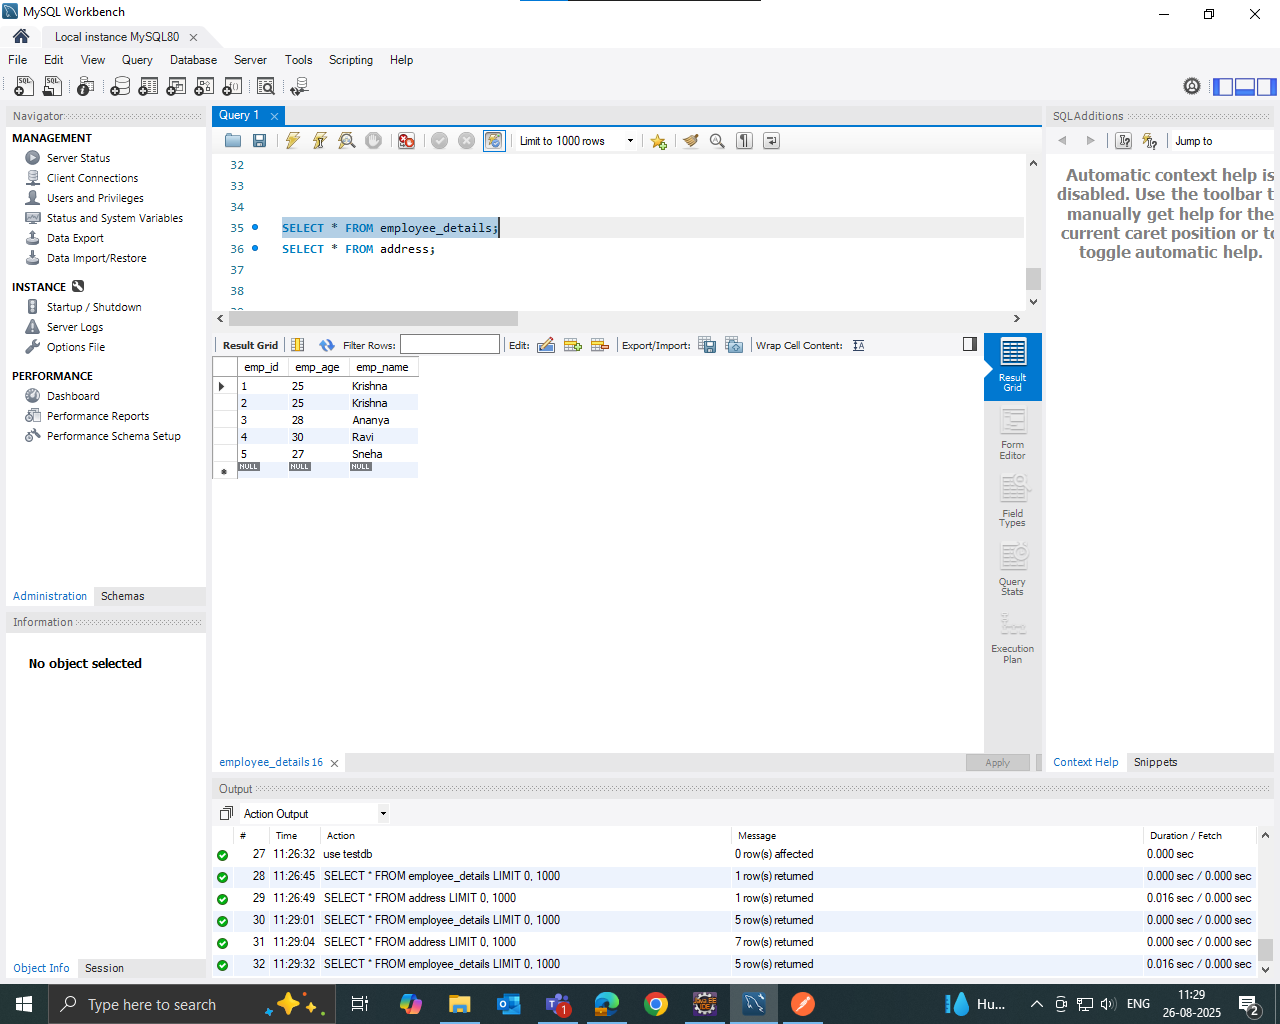 MySQL Workbench
Local instance MySQL80
File Edit View Query Database Server Tools Scripting Help
Navigator
MANAGEMENT
Server Status
Client Connections
Users and Privileges
Status and System Variables
Data Export
Data Import/Restore
INSTANCE
Startup / Shutdown
Server Logs
Options File
PERFORMANCE
Dashboard
Performance Reports
Performance Schema Setup
Administration Schemas
Information
No object selected
Object Info Session
Query 1
Limit to 1000 rows
32
33
34
35 SELECT * FROM employee_details;
36 SELECT * FROM address;
37
38
Result Grid Filter Rows: Edit: Export/Import: Wrap Cell Content:
emp_id emp_age emp_name
1 25 Krishna
2 25 Krishna
3 28 Ananya
4 30 Ravi
5 27 Sneha
NULL NULL NULL
Result
Grid
Form
Editor
Field
Types
Query
Stats
Execution
Plan
employee_details 16
Apply
SQLAdditions
Jump to
Automatic context help is
disabled. Use the toolbar t
manually get help for the
current caret position or to
toggle automatic help.
Context Help Snippets
Output
Action Output
# Time Action Message Duration / Fetch
27 11:26:32 use testdb 0 row(s) affected 0.000 sec
28 11:26:45 SELECT * FROM employee_details LIMIT 0, 1000 1 row(s) returned 0.000 sec / 0.000 sec
29 11:26:49 SELECT * FROM address LIMIT 0, 1000 1 row(s) returned 0.016 sec / 0.000 sec
30 11:29:01 SELECT * FROM employee_details LIMIT 0, 1000 5 row(s) returned 0.000 sec / 0.000 sec
31 11:29:04 SELECT * FROM address LIMIT 0, 1000 7 row(s) returned 0.000 sec / 0.000 sec
32 11:29:32 SELECT * FROM employee_details LIMIT 0, 1000 5 row(s) returned 0.016 sec / 0.000 sec
Type here to search
Hu...
ENG
11:29
26-08-2025
2